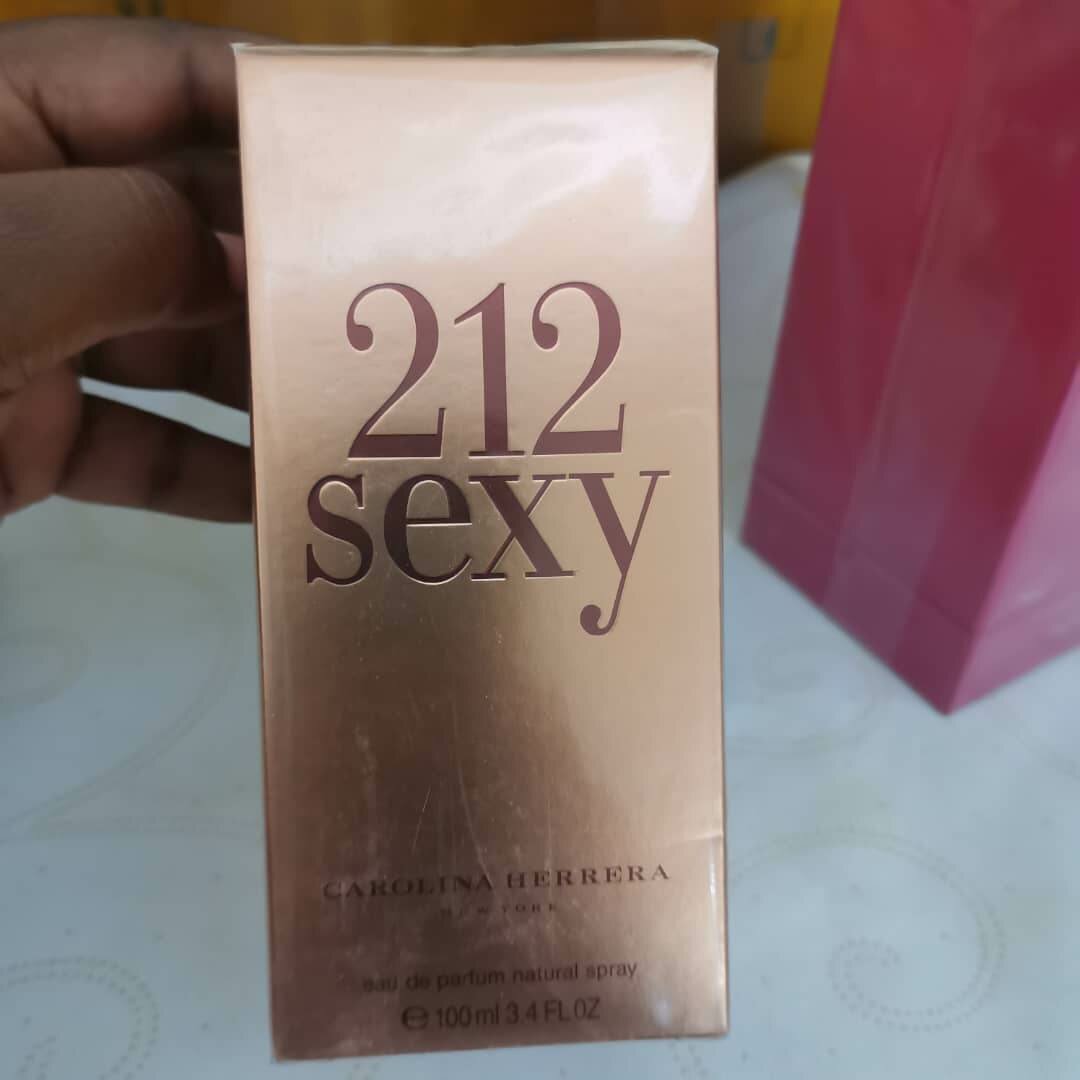 212
sexy
CAROLINA HERRERA
NEW YORK
eau de parfum natural spray
℮ 100ml 3.4 FL OZ